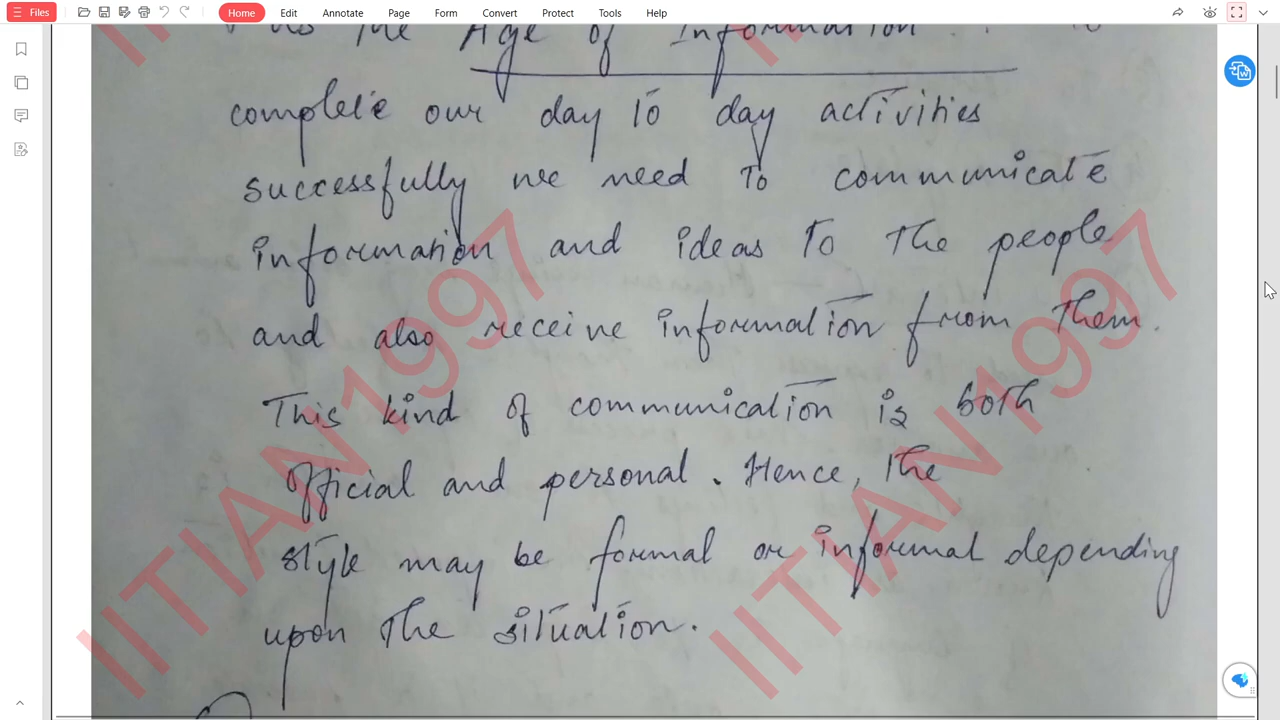 Files
Home Edit Annotate Page Form Convert Protect Tools Help
the Age of Information
complete our day to day activities
successfully we need to communicate
information and ideas to the people
and also receive information from them.
This kind of communication is both
official and personal. Hence, the
style may be formal or informal depending
upon the situation.
IITIAN1997
IITIAN1997